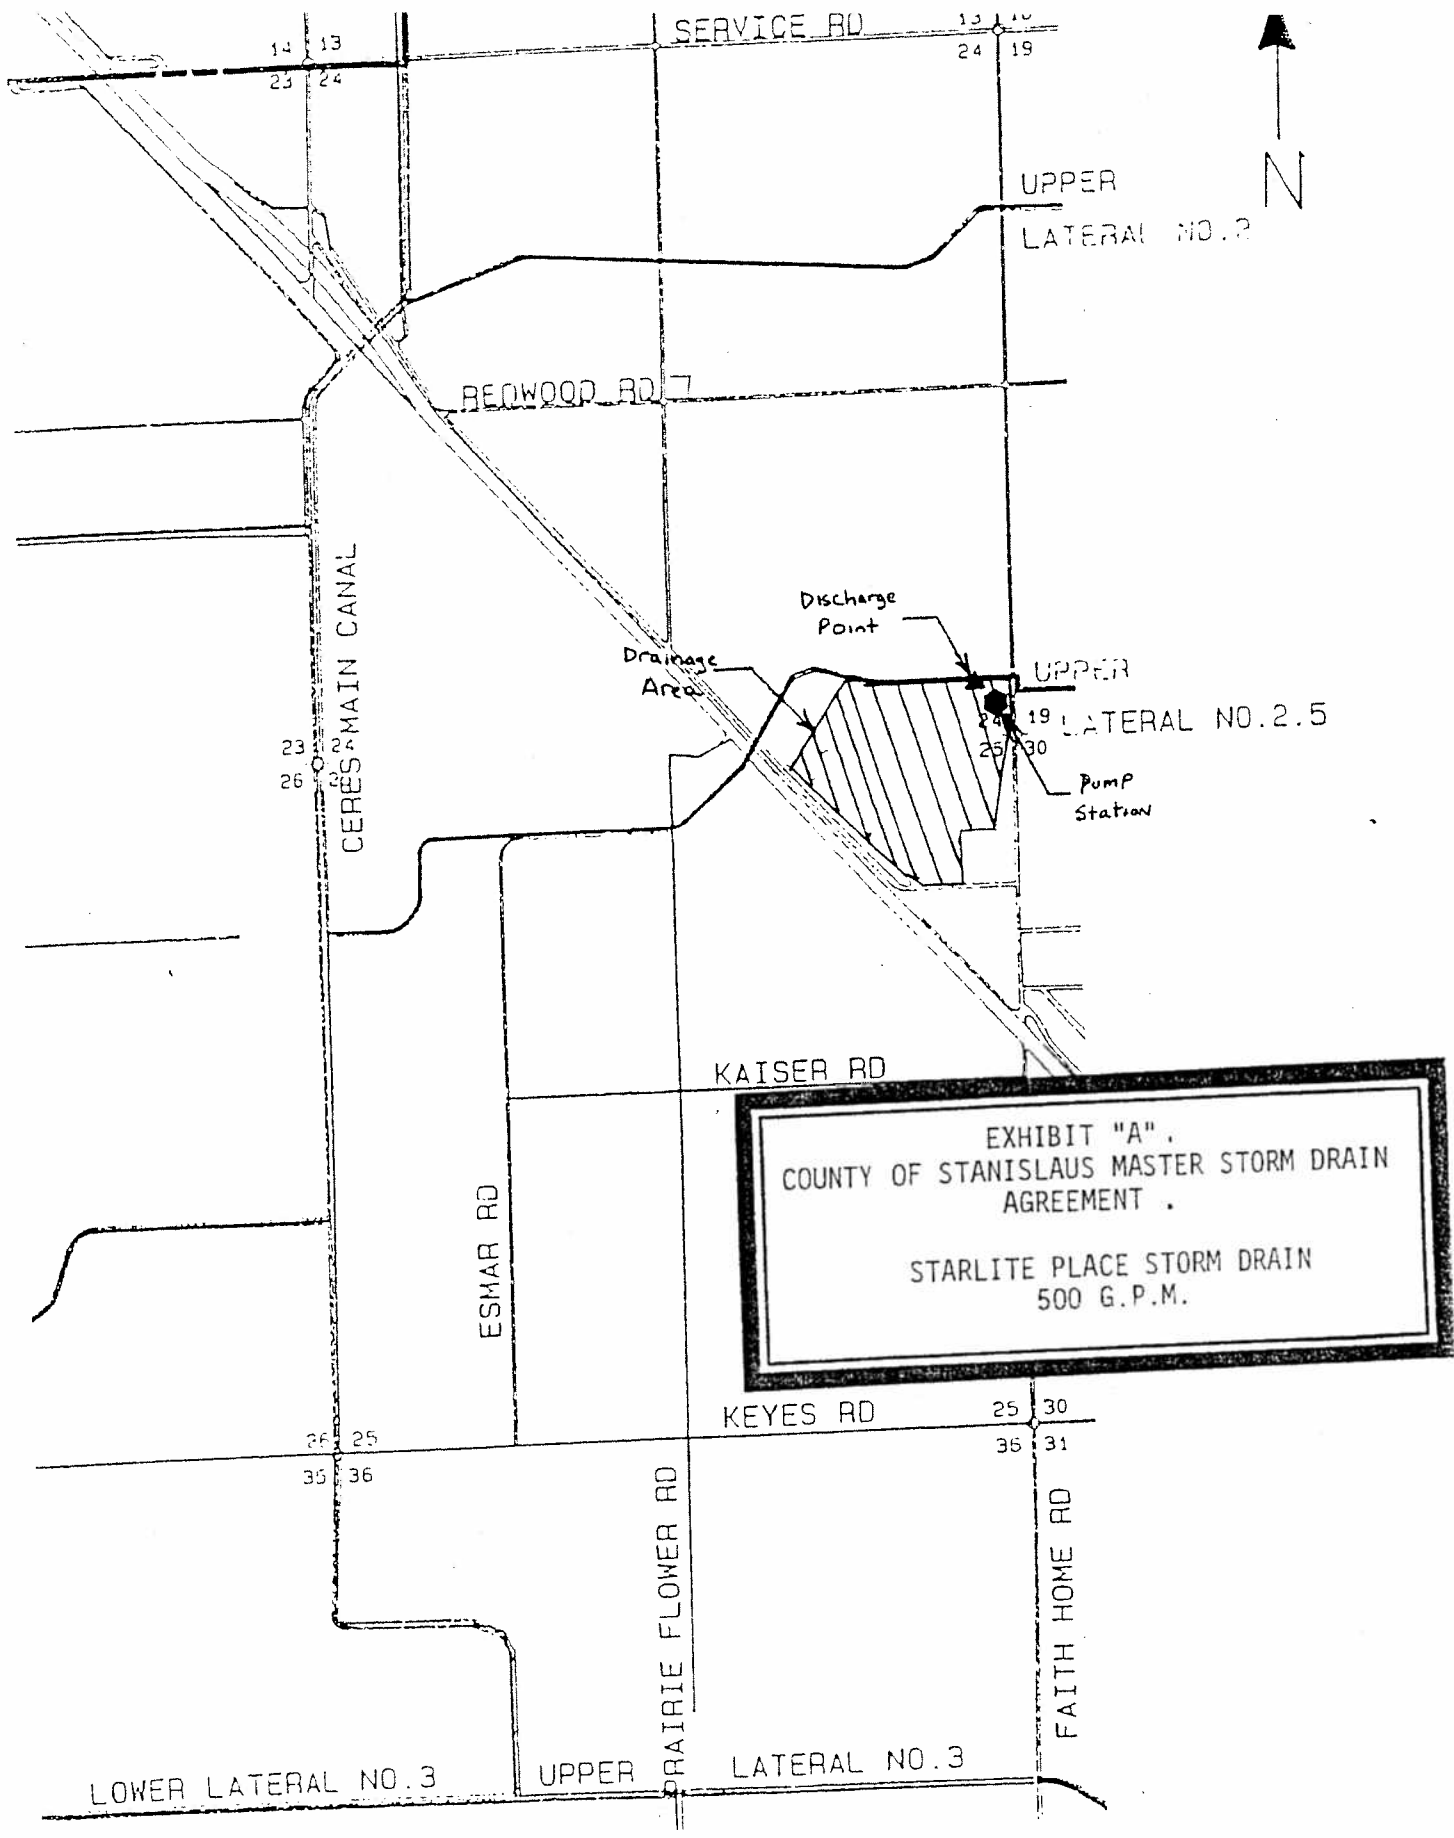 SERVICE RD
14 13
23 24
13
24 19
N
UPPER
LATERAL NO.2
REDWOOD RD
CERES MAIN CANAL
Discharge
Point
Drainage
Area
UPPER
LATERAL NO.2.5
24 19
25 30
Pump
Station
23 24
26
KAISER RD
EXHIBIT "A".
COUNTY OF STANISLAUS MASTER STORM DRAIN
AGREEMENT .
STARLITE PLACE STORM DRAIN
500 G.P.M.
ESMAR RD
KEYES RD
25 30
36 31
26 25
35 36
PRAIRIE FLOWER RD
FAITH HOME RD
LOWER LATERAL NO.3
UPPER LATERAL NO.3